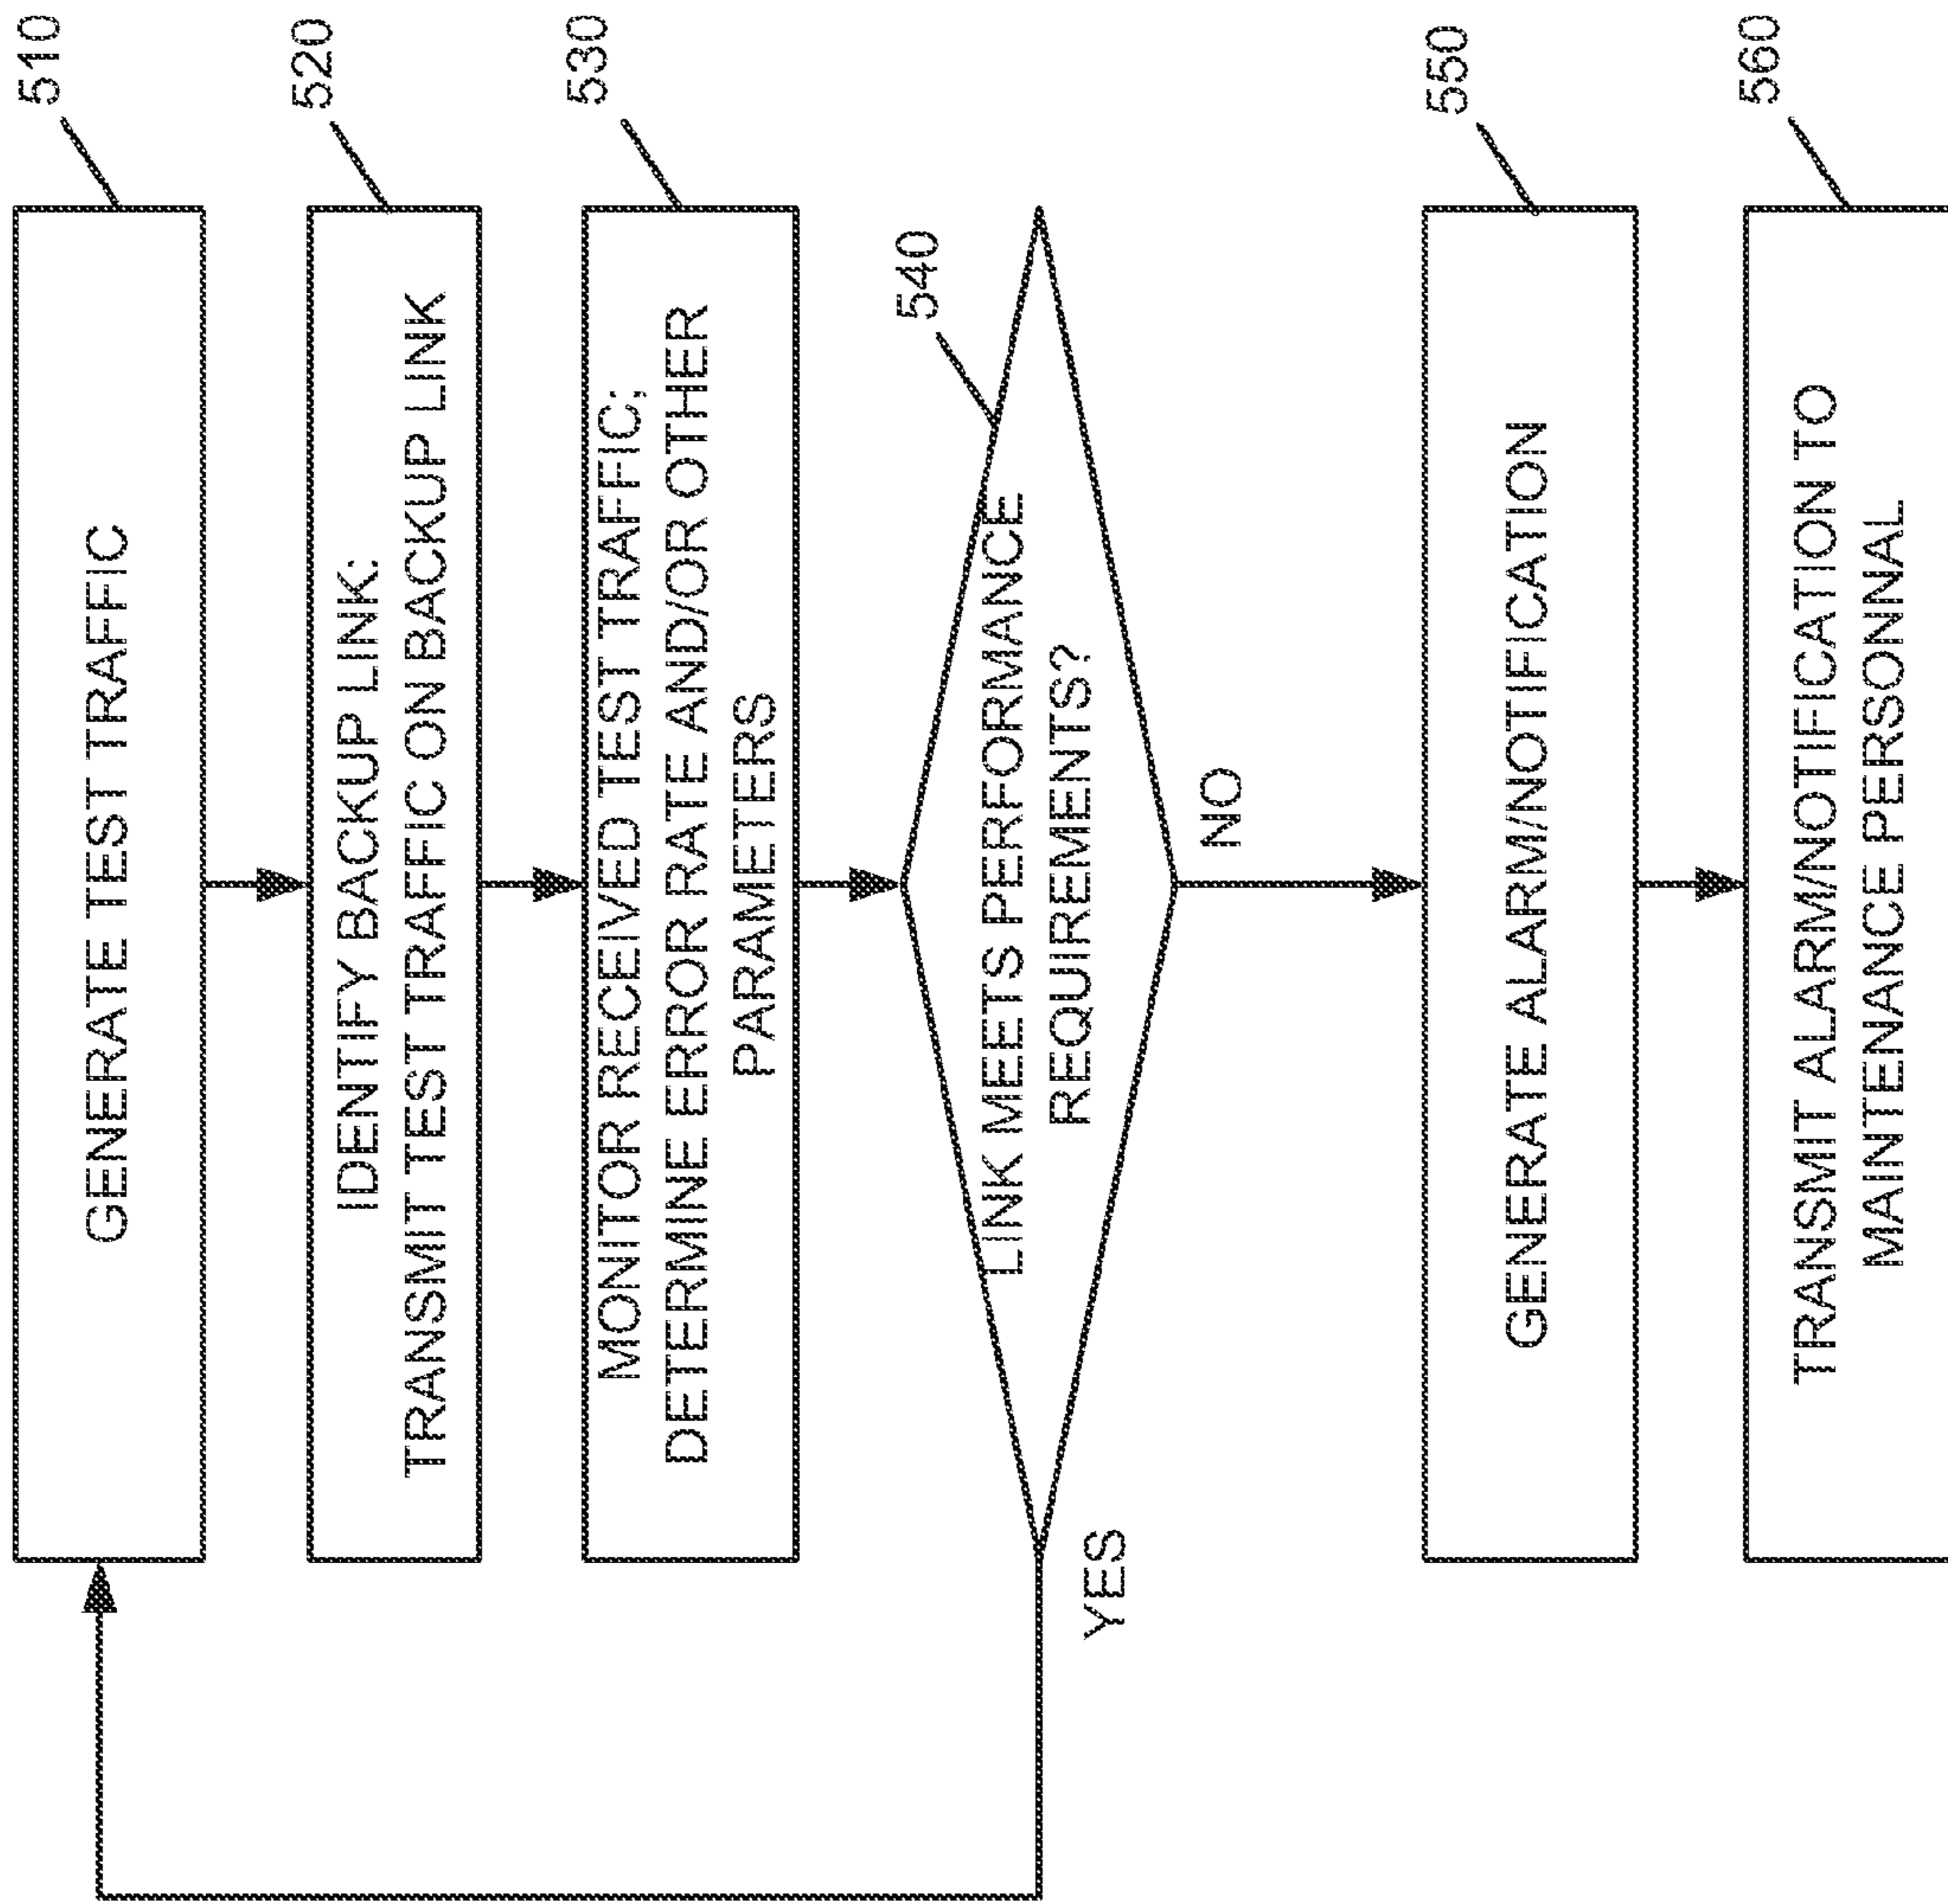 510
GENERATE TEST TRAFFIC
520
IDENTIFY BACKUP LINK:
TRANSMIT TEST TRAFFIC ON BACKUP LINK
530
MONITOR RECEIVED TEST TRAFFIC;
DETERMINE ERROR RATE AND/OR OTHER
PARAMETERS
540
LINK MEETS PERFORMANCE
REQUIREMENTS?
YES
NO
550
GENERATE ALARM/NOTIFICATION
560
TRANSMIT ALARM/NOTIFICATION TO
MAINTENANCE PERSONNAL